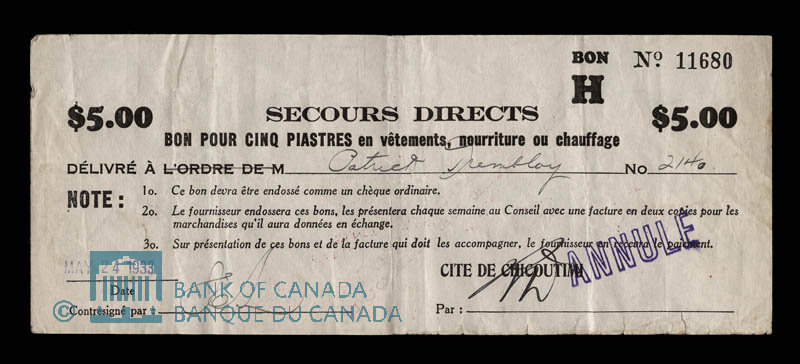 BON No 11680
H
$5.00 SECOURS DIRECTS $5.00
BON POUR CINQ PIASTRES en vêtements, nourriture ou chauffage
DÉLIVRÉ À L'ORDRE DE M Patrick Tremblay No 2140
NOTE: 1o. Ce bon devra être endossé comme un chèque ordinaire.
2o. Le fournisseur endossera ces bons, les présentera chaque semaine au Conseil avec une facture en deux copies pour les
marchandises qu'il aura données en échange.
3o. Sur présentation de ces bons et de la facture qui doit les accompagner, le fournisseur en recevra le paiement.
MAY 24 1933
CITE DE CHICOUTIMI
ANNULÉ
Date
Contresigné par:
Par:
© BANK OF CANADA
BANQUE DU CANADA